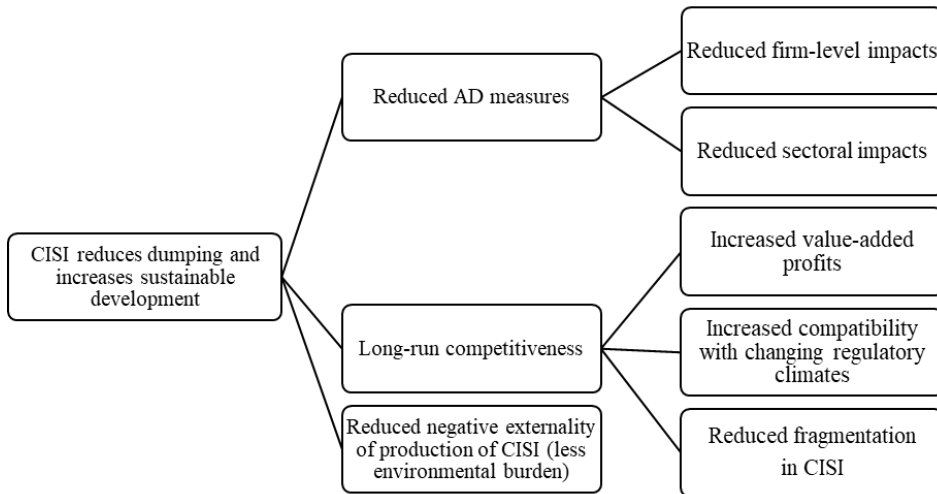 CISI reduces dumping and
increases sustainable
development
Reduced AD measures
Reduced firm-level impacts
Reduced sectoral impacts
Long-run competitiveness
Increased value-added
profits
Increased compatibility
with changing regulatory
climates
Reduced fragmentation
in CISI
Reduced negative externality
of production of CISI (less
environmental burden)